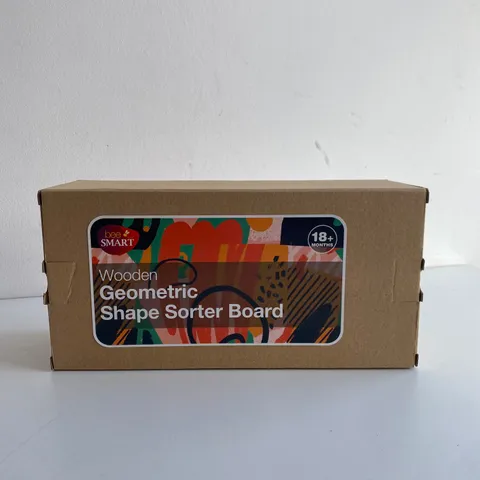 bee
SMART
18+
MONTHS
Wooden
Geometric
Shape Sorter Board